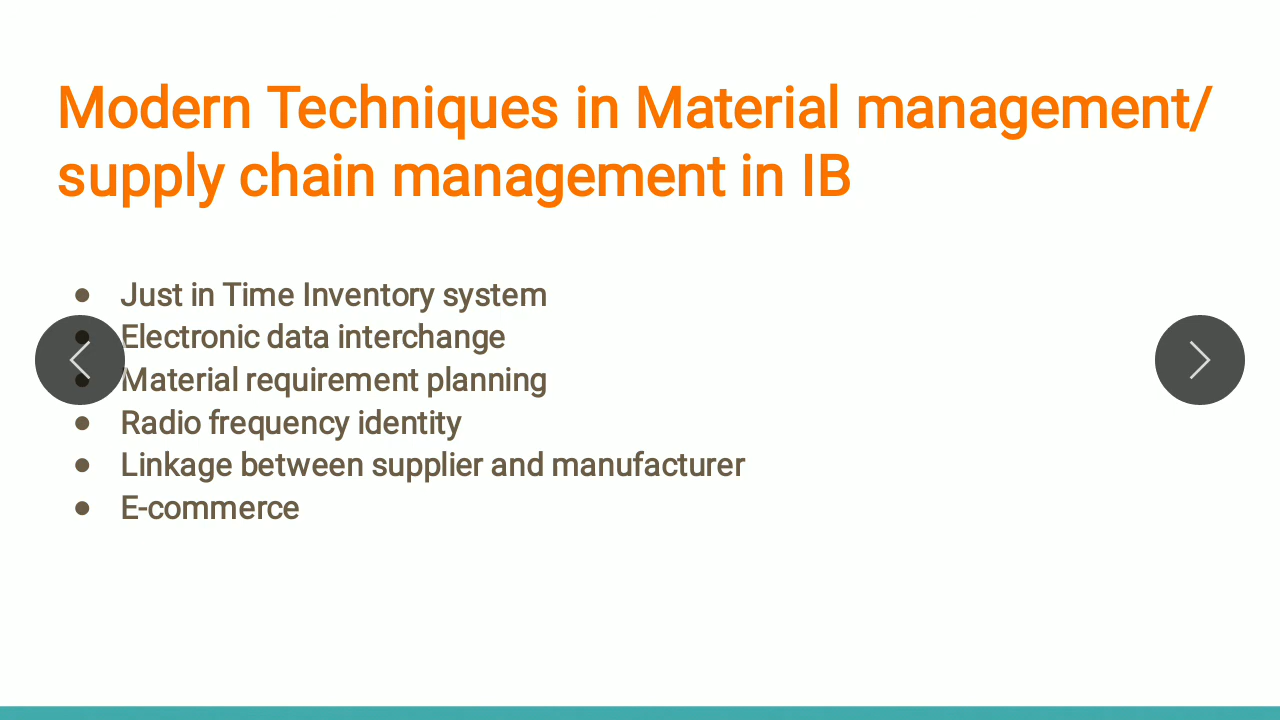 Modern Techniques in Material management/
supply chain management in IB
● Just in Time Inventory system
● Electronic data interchange
● Material requirement planning
● Radio frequency identity
● Linkage between supplier and manufacturer
● E-commerce